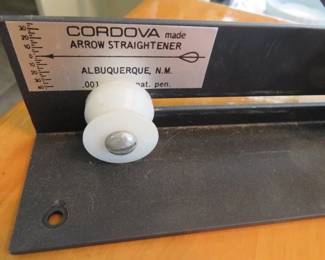 CORDOVA made
ARROW STRAIGHTENER
ALBUQUERQUE, N.M.
.001 pat. pen.